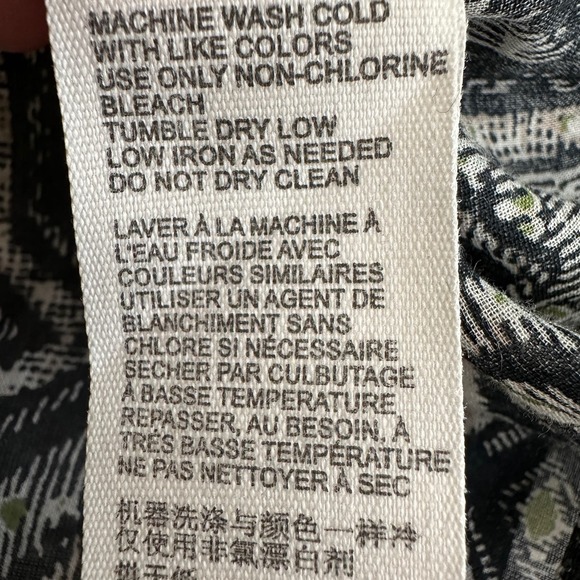 MACHINE WASH COLD
WITH LIKE COLORS
USE ONLY NON-CHLORINE
BLEACH
TUMBLE DRY LOW
LOW IRON AS NEEDED
DO NOT DRY CLEAN
LAVER À LA MACHINE À
L'EAU FROIDE AVEC
COULEURS SIMILAIRES
UTILISER UN AGENT DE
BLANCHIMENT SANS
CHLORE SI NÉCESSAIRE
SÉCHER PAR CULBUTAGE
À BASSE TEMPÉRATURE
REPASSER, AU BESOIN, À
TRÈS BASSE TEMPÉRATURE
NE PAS NETTOYER À SEC
机器洗涤与颜色一样冷
仅使用非氯漂白剂